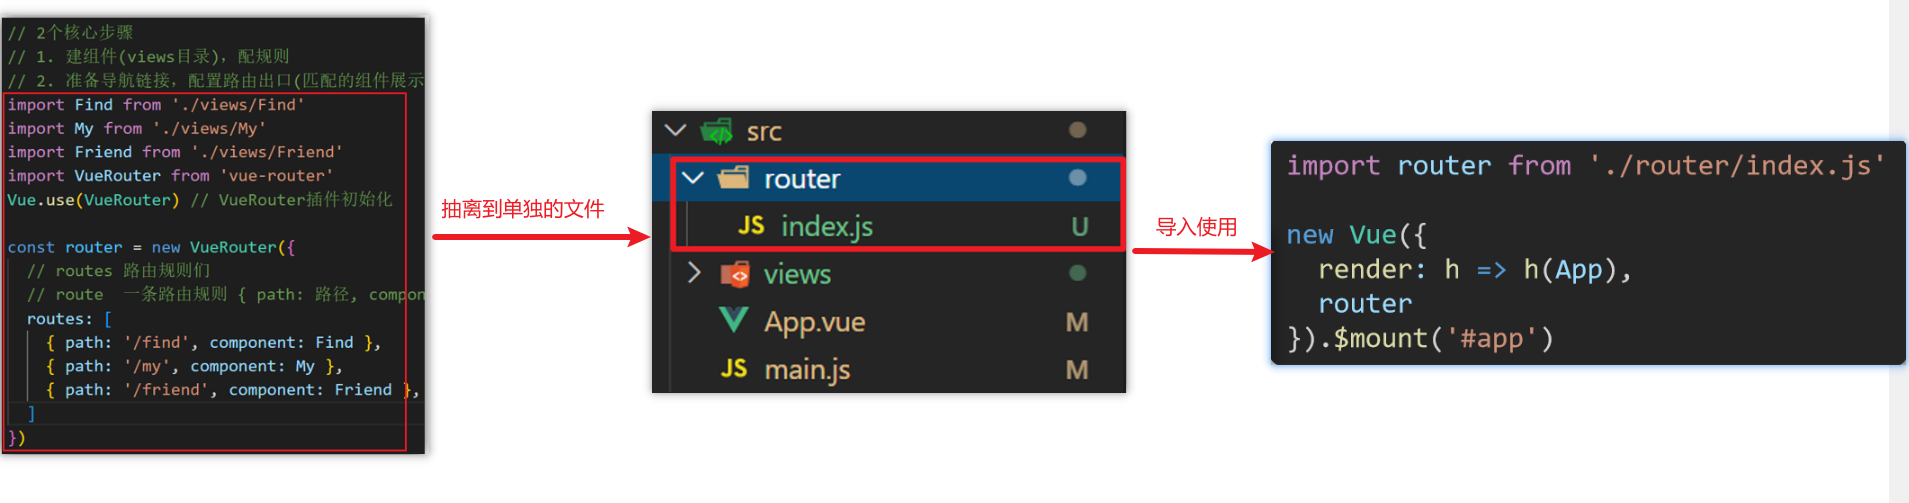 // 2个核心步骤
// 1. 建组件(views目录)，配规则
// 2. 准备导航链接，配置路由出口(匹配的组件展示
import Find from './views/Find'
import My from './views/My'
import Friend from './views/Friend'
import VueRouter from 'vue-router'
Vue.use(VueRouter) // VueRouter插件初始化
const router = new VueRouter({
// routes 路由规则们
// route 一条路由规则 { path: 路径, compon
routes: [
{ path: '/find', component: Find },
{ path: '/my', component: My },
{ path: '/friend', component: Friend },
]
})
抽离到单独的文件
src
router
JS index.js U
views
App.vue M
JS main.js M
导入使用
import router from './router/index.js'
new Vue({
render: h => h(App),
router
}).$mount('#app')